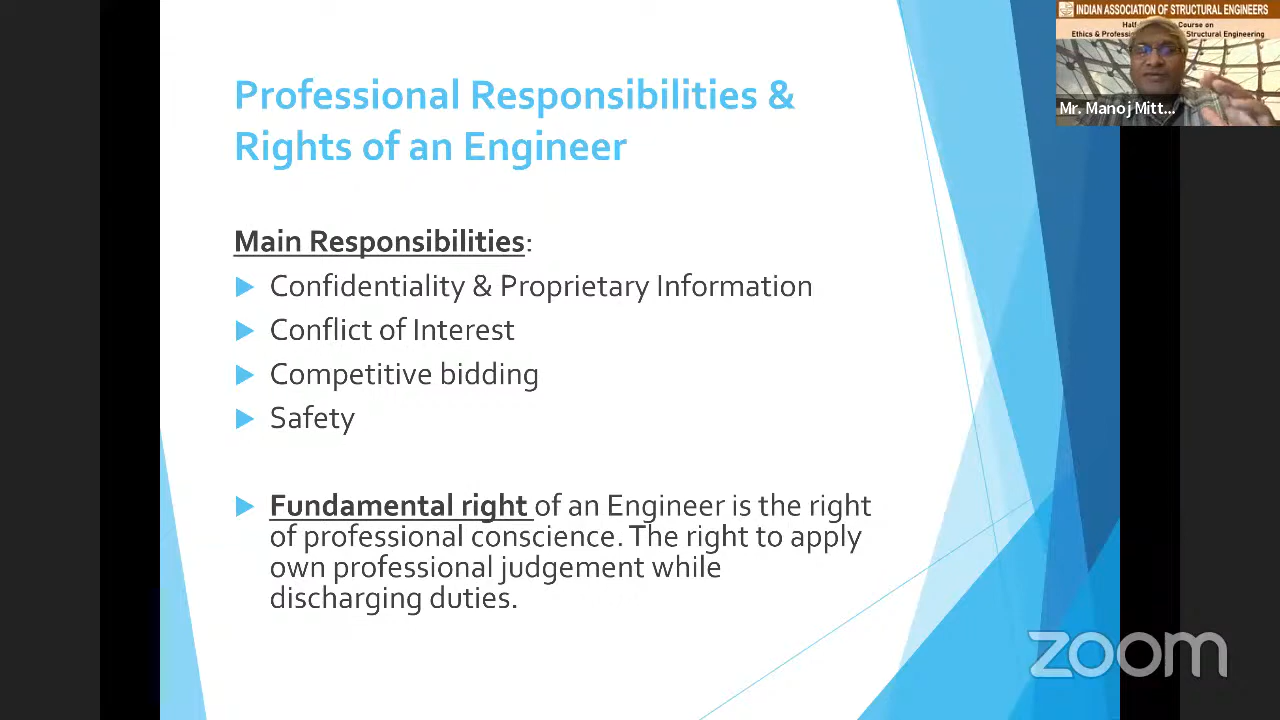 Professional Responsibilities &
Rights of an Engineer
Main Responsibilities:
Confidentiality & Proprietary Information
Conflict of Interest
Competitive bidding
Safety
Fundamental right of an Engineer is the right
of professional conscience. The right to apply
own professional judgement while
discharging duties.
INDIAN ASSOCIATION OF STRUCTURAL ENGINEERS
Half- Course on
Ethics & Profess Structural Engineering
Mr. Manoj Mitt...
zoom